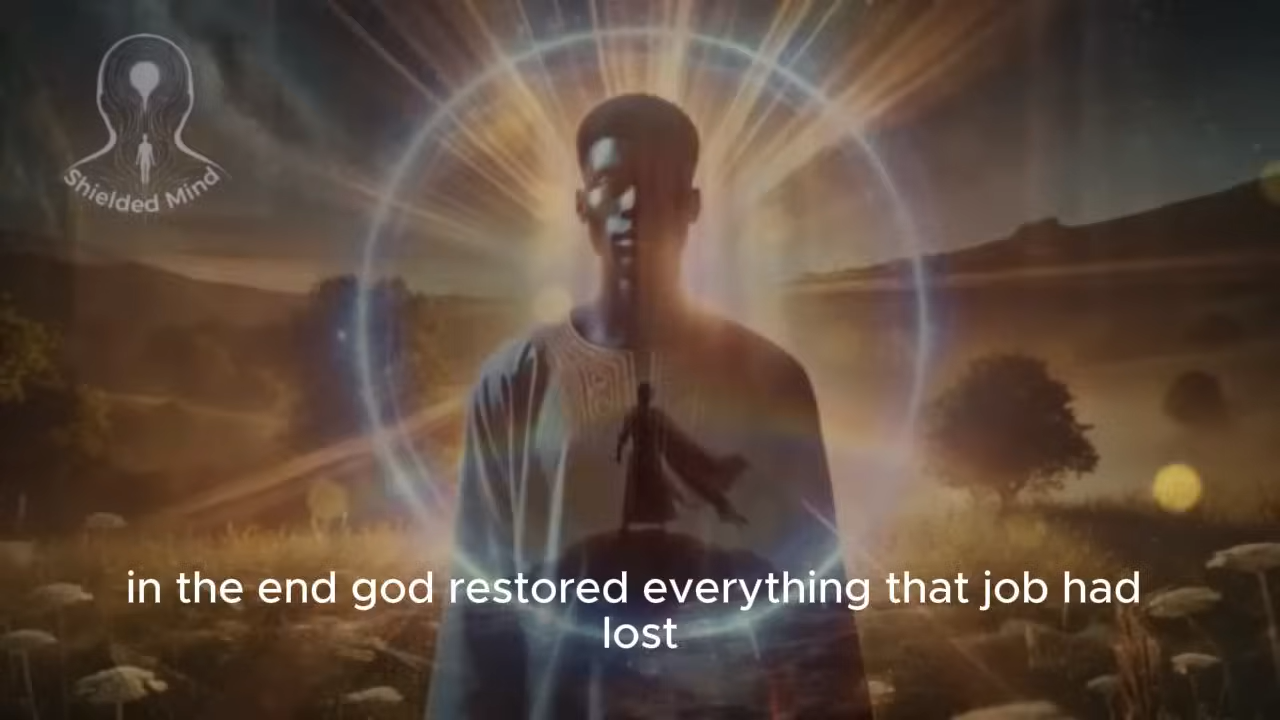 Shielded Mind
in the end god restored everything that job had
lost